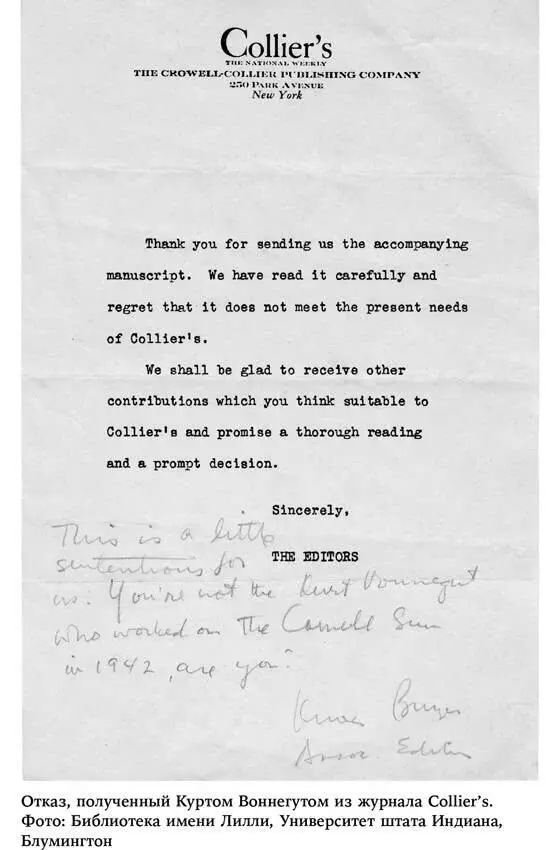 Collier's
THE NATIONAL WEEKLY
THE CROWELL-COLLIER PUBLISHING COMPANY
250 PARK AVENUE
New York
Thank you for sending us the accompanying
manuscript. We have read it carefully and
regret that it does not meet the present needs
of Collier's.
We shall be glad to receive other
contributions which you think suitable to
Collier's and promise a thorough reading
and a prompt decision.
Sincerely,
THE EDITORS
This is a little
sententious for
us. You're not the Kurt Vonnegut
who worked on The Cornell Sun
in 1942, are you?
Knox Burger
Assoc. Editor
Отказ, полученный Куртом Воннегутом из журнала Collier's.
Фото: Библиотека имени Лилли, Университет штата Индиана,
Блумингтон